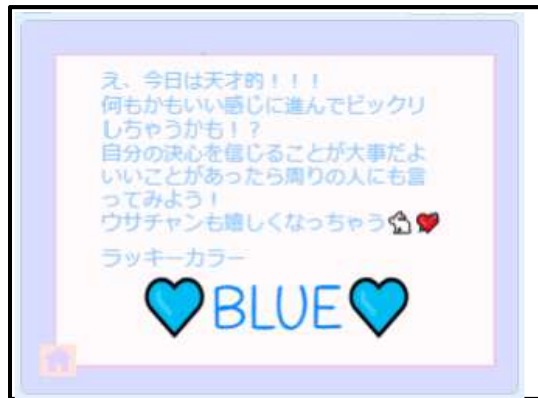 え、今日は天才的！！！
何もかもいい感じに進んでビックリ
しちゃうかも！？
自分の決心を信じることが大事だよ
いいことがあったら周りの人にも言
ってみよう！
ウサチャンも嬉しくなっちゃう🐇💘
ラッキーカラー
🩵BLUE🩵